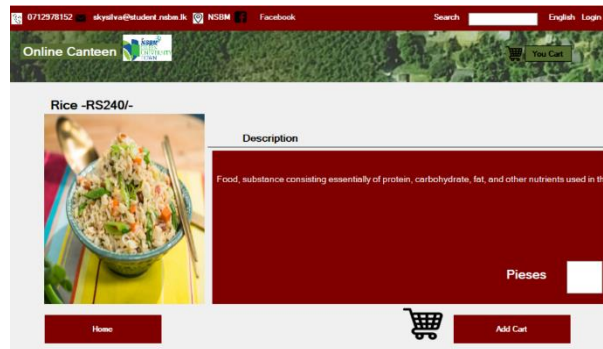 0712978152 skysilva@student.nsbm.lk NSBM Facebook Search English Login
Online Canteen NSBM
You Cart
Rice -RS240/-
Description
Food, substance consisting essentially of protein, carbohydrate, fat, and other nutrients used in th
Pieses
Home
Add Cart